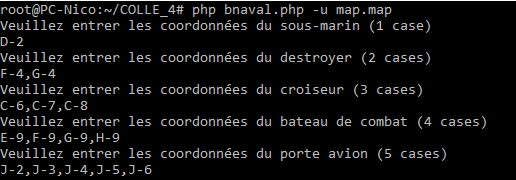 root@PC-Nico:~/COLLE_4# php bnaval.php -u map.map
Veuillez entrer les coordonnées du sous-marin (1 case)
D-2
Veuillez entrer les coordonnées du destroyer (2 cases)
F-4,G-4
Veuillez entrer les coordonnées du croiseur (3 cases)
C-6,C-7,C-8
Veuillez entrer les coordonnées du bateau de combat (4 cases)
E-9,F-9,G-9,H-9
Veuillez entrer les coordonnées du porte avion (5 cases)
J-2,J-3,J-4,J-5,J-6